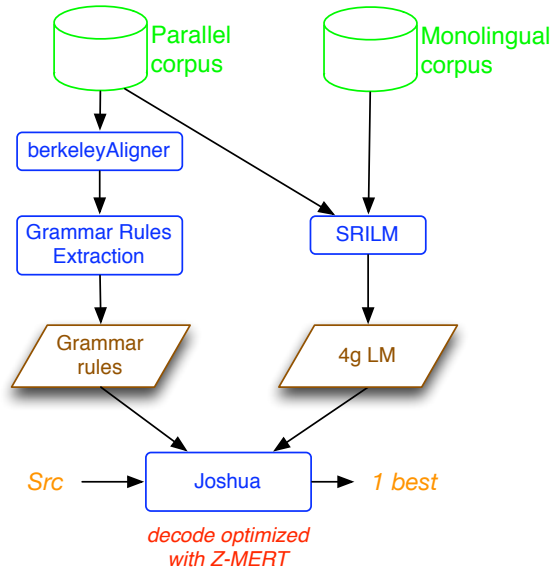 Parallel
corpus
Monolingual
corpus
berkeleyAligner
Grammar Rules
Extraction
SRILM
Grammar
rules
4g LM
Src
Joshua
1 best
decode optimized
with Z-MERT